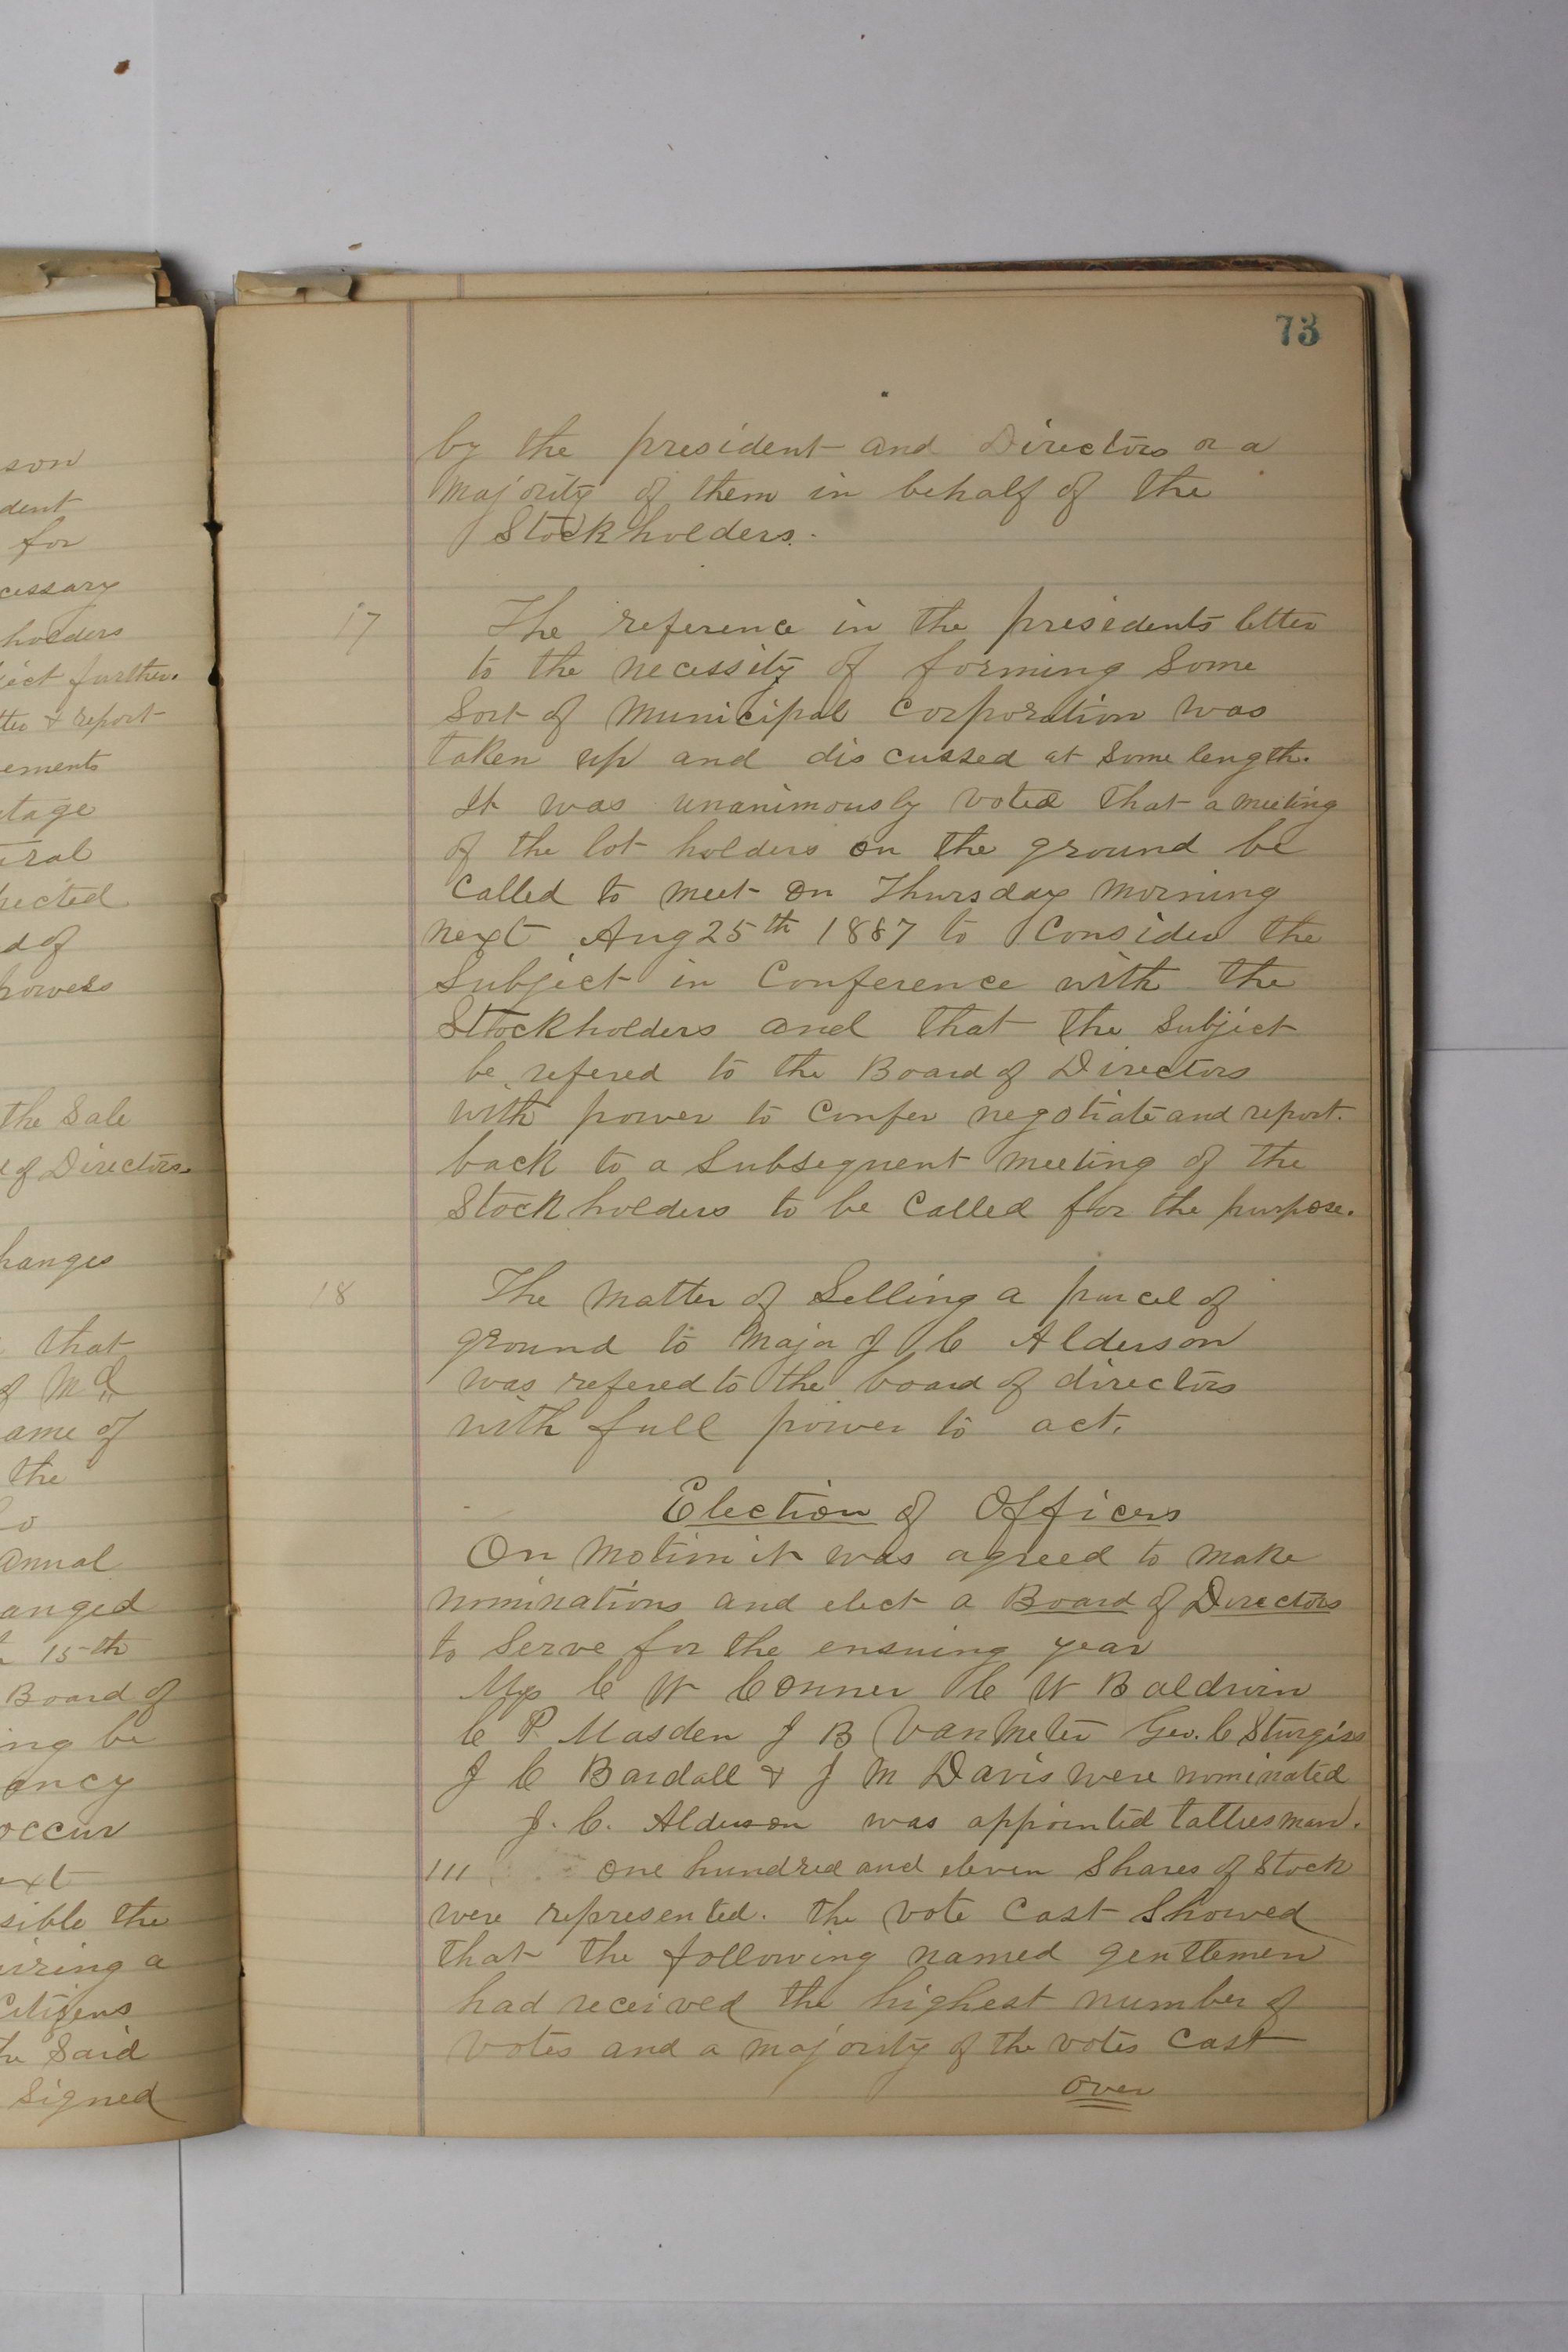 son
dent
for
cessary
holders
ject further.
tter & report
ements
tage
eral
ected
d of
powers
the Sale
of Directors.
hanges
that
of Md
ame of
the
annual
anged
15th
Board of
ing be
ancy
occur
ext
sible the
uiring a
Citizens
Said
Signed
73
by the president and Directors or a
Majority of them in behalf of the
Stockholders.
17
The reference in the presidents letter
to the necessity of forming Some
Sort of Municipal Corporation was
taken up and discussed at Some length.
It was unanimously voted that a meeting
of the lot holders on the ground be
Called to meet on Thursday Morning
next Aug 25th 1887 to Consider the
Subject in Conference with the
Stockholders and that the Subject
be refered to the Board of Directors
with power to Confer negotiate and report
back to a Subsequent Meeting of the
Stockholders to be Called for the purpose.
18
The Matter of Selling a parcel of
ground to Major J C Alderson
was refered to the board of directors
with full power to act.
Election of Officers
On Motion it was agreed to Make
nominations and elect a Board of Directors
to Serve for the ensuing year
C W Conner C W Baldwin
C P Masden J B VanMeter Geo. C Sturgiss
J C Bardall & J M Davis were nominated
J. C. Alderson was appointed talliesman.
111 One hundred and eleven Shares of Stock
were represented. the vote Cast Showed
that the following named gentlemen
had received the highest number of
votes and a majority of the votes Cast
Over